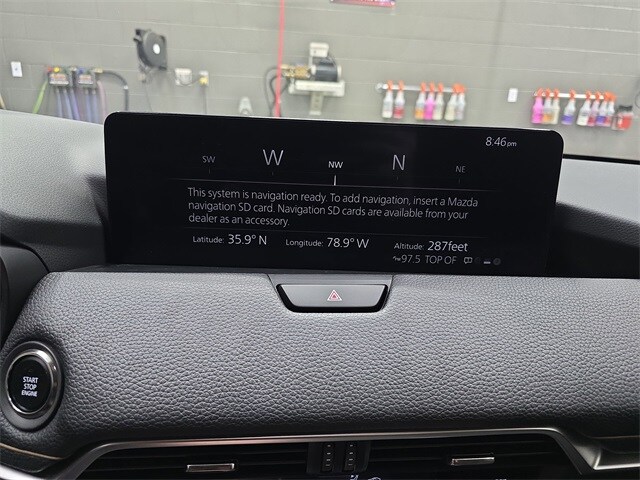 8:46pm
SW W NW N NE
This system is navigation ready. To add navigation, insert a Mazda
navigation SD card. Navigation SD cards are available from your
dealer as an accessory.
Latitude: 35.9° N Longitude: 78.9° W Altitude: 287feet
97.5 TOP OF
START
STOP
ENGINE